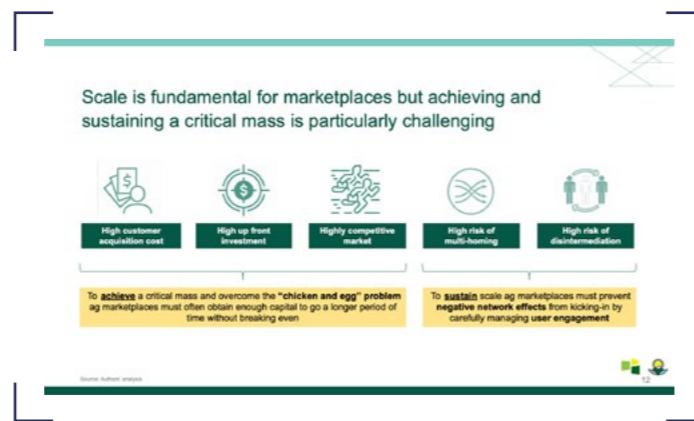 Scale is fundamental for marketplaces but achieving and
sustaining a critical mass is particularly challenging
High customer
acquisition cost
High up front
investment
Highly competitive
market
High risk of
multi-homing
High risk of
disintermediation
To achieve a critical mass and overcome the “chicken and egg” problem
ag marketplaces must often obtain enough capital to go a longer period of
time without breaking even
To sustain scale ag marketplaces must prevent
negative network effects from kicking-in by
carefully managing user engagement
Source: Authors' analysis
12